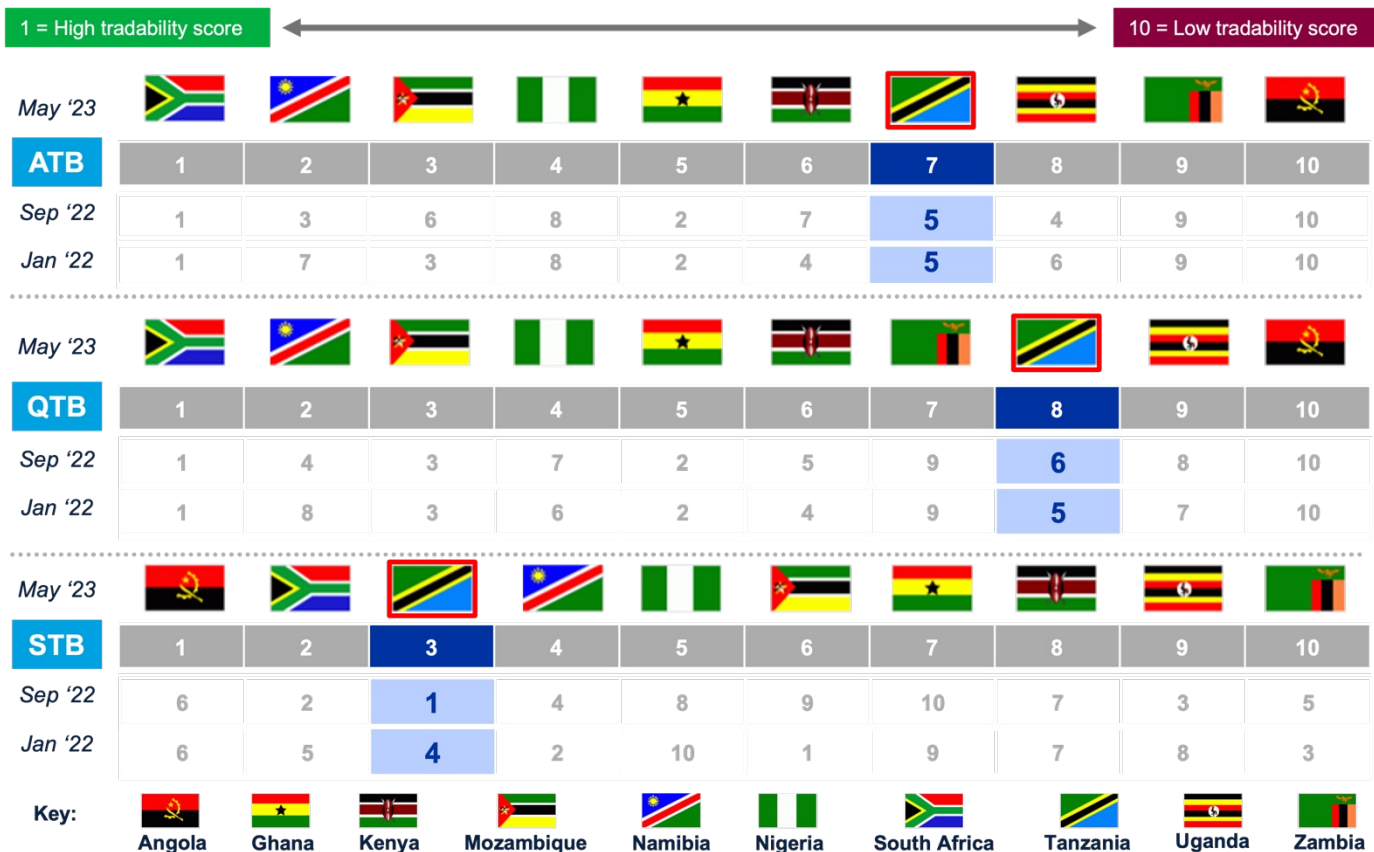 1 = High tradability score 10 = Low tradability score
May ‘23
ATB 1 2 3 4 5 6 7 8 9 10
Sep ‘22 1 3 6 8 2 7 5 4 9 10
Jan ‘22 1 7 3 8 2 4 5 6 9 10
May ‘23
QTB 1 2 3 4 5 6 7 8 9 10
Sep ‘22 1 4 3 7 2 5 9 6 8 10
Jan ‘22 1 8 3 6 2 4 9 5 7 10
May ‘23
STB 1 2 3 4 5 6 7 8 9 10
Sep ‘22 6 2 1 4 8 9 10 7 3 5
Jan ‘22 6 5 4 2 10 1 9 7 8 3
Key:
Angola Ghana Kenya Mozambique Namibia Nigeria South Africa Tanzania Uganda Zambia